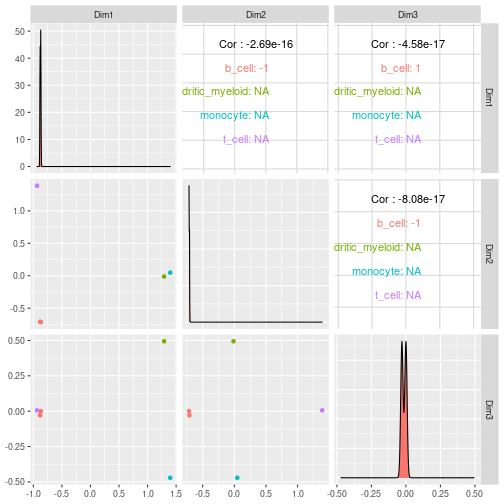 Dim1 Dim2 Dim3
50
40
30
20
10
0
Cor : -2.69e-16
b_cell: -1
dritic_myeloid: NA
monocyte: NA
t_cell: NA
Cor : -4.58e-17
b_cell: 1
dritic_myeloid: NA
monocyte: NA
t_cell: NA
Dim1
1.0
0.5
0.0
-0.5
Cor : -8.08e-17
b_cell: -1
dritic_myeloid: NA
monocyte: NA
t_cell: NA
Dim2
0.50
0.25
0.00
-0.25
-0.50
Dim3
-1.0 -0.5 0.0 0.5 1.0 1.5 -0.5 0.0 0.5 1.0 -0.50 -0.25 0.00 0.25 0.50